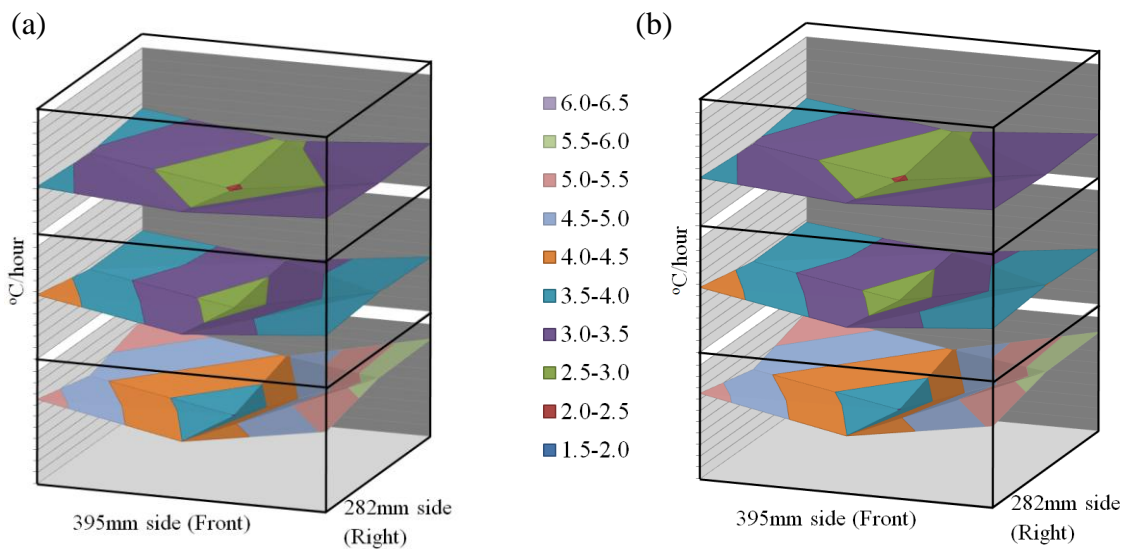 (a)
(b)
ºC/hour
395mm side (Front)
282mm side
(Right)
6.0-6.5
5.5-6.0
5.0-5.5
4.5-5.0
4.0-4.5
3.5-4.0
3.0-3.5
2.5-3.0
2.0-2.5
1.5-2.0
ºC/hour
395mm side (Front)
282mm side
(Right)